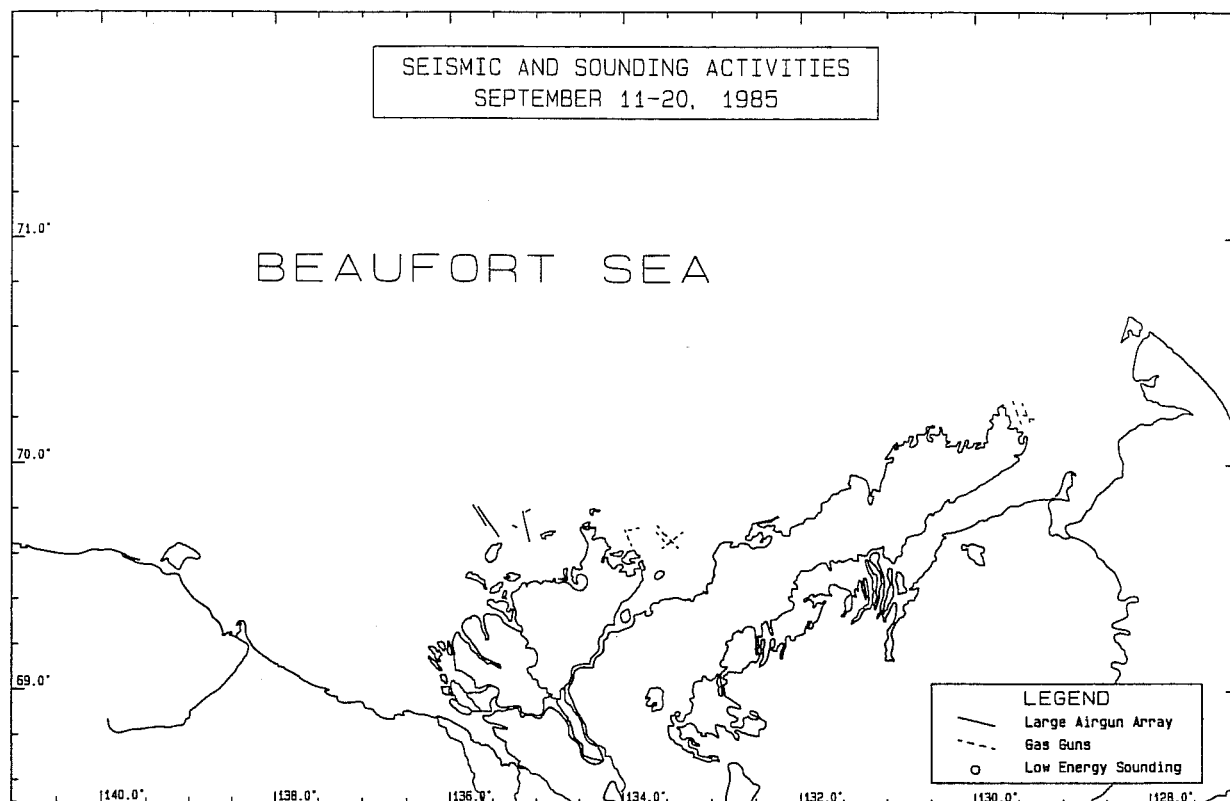 SEISMIC AND SOUNDING ACTIVITIES
SEPTEMBER 11-20, 1985
71.0°
BEAUFORT SEA
70.0°
69.0°
LEGEND
Large Airgun Array
Gas Guns
Low Energy Sounding
140.0° 138.0° 136.0° 134.0° 132.0° 130.0° 128.0°